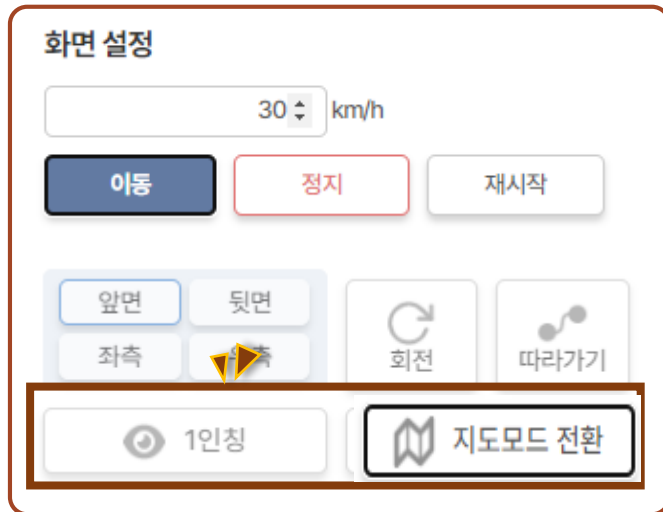 화면 설정
30 km/h
이동 정지 재시작
앞면 뒷면
좌측 측
회전 따라가기
1인칭 지도모드 전환